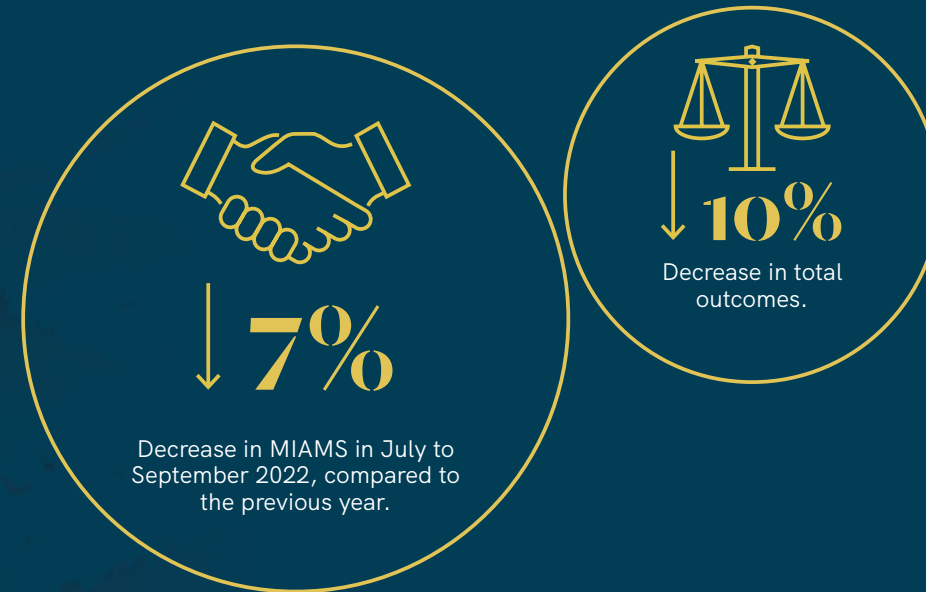 7%
Decrease in MIAMS in July to
September 2022, compared to
the previous year.
10%
Decrease in total
outcomes.